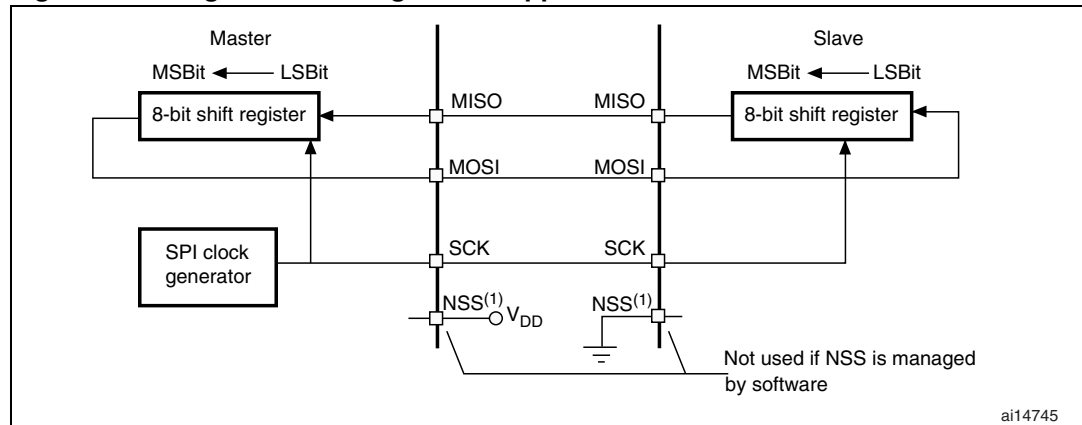 Master
Slave
MSBit LSBit
MSBit LSBit
8-bit shift register
MISO
MISO
8-bit shift register
MOSI
MOSI
SPI clock
generator
SCK
SCK
NSS(1)
VDD
NSS(1)
Not used if NSS is managed
by software
ai14745